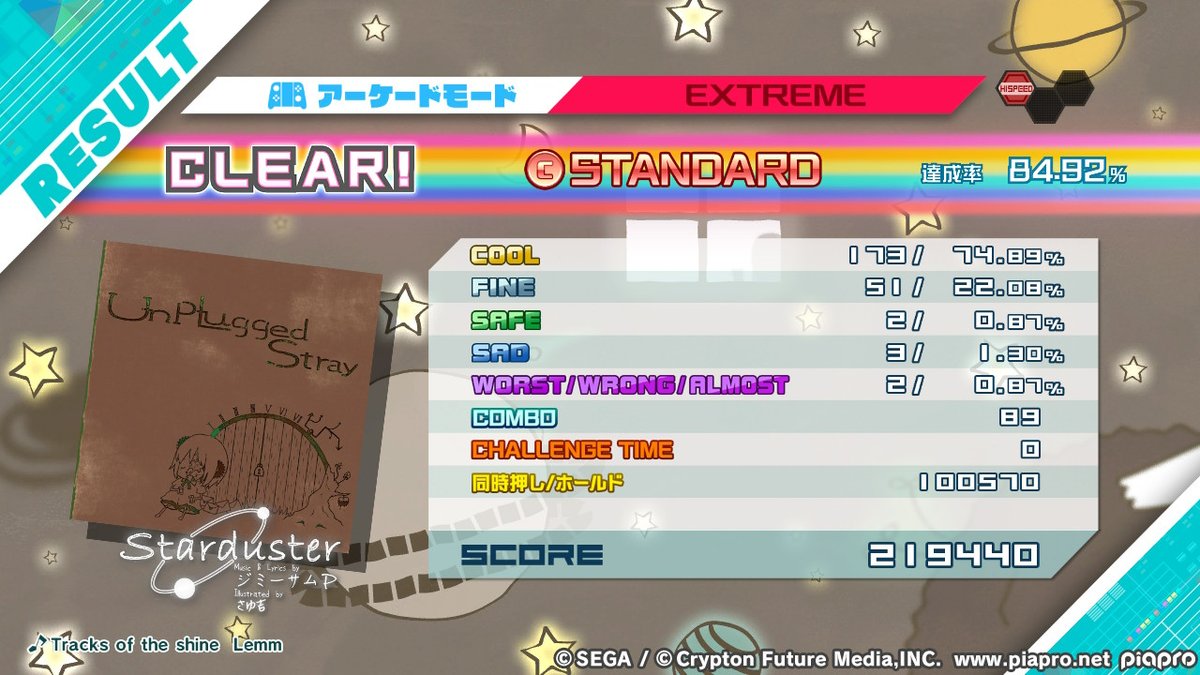 RESULT
アーケードモード
EXTREME
HISPEED
CLEAR!
C STANDARD
達成率 84.92%
UnPlugged
Stray
COOL 173/ 74.89%
FINE 51/ 22.08%
SAFE 2/ 0.87%
SAD 3/ 1.30%
WORST/WRONG/ALMOST 2/ 0.87%
COMBO 89
CHALLENGE TIME 0
同時押し/ホールド 100570
SCORE 219440
Starduster
Music & Lyrics By
ジミーサムP
Illustrated by
さゆ吉
♪Tracks of the shine Lemm
© SEGA / © Crypton Future Media,INC. www.piapro.net piapro